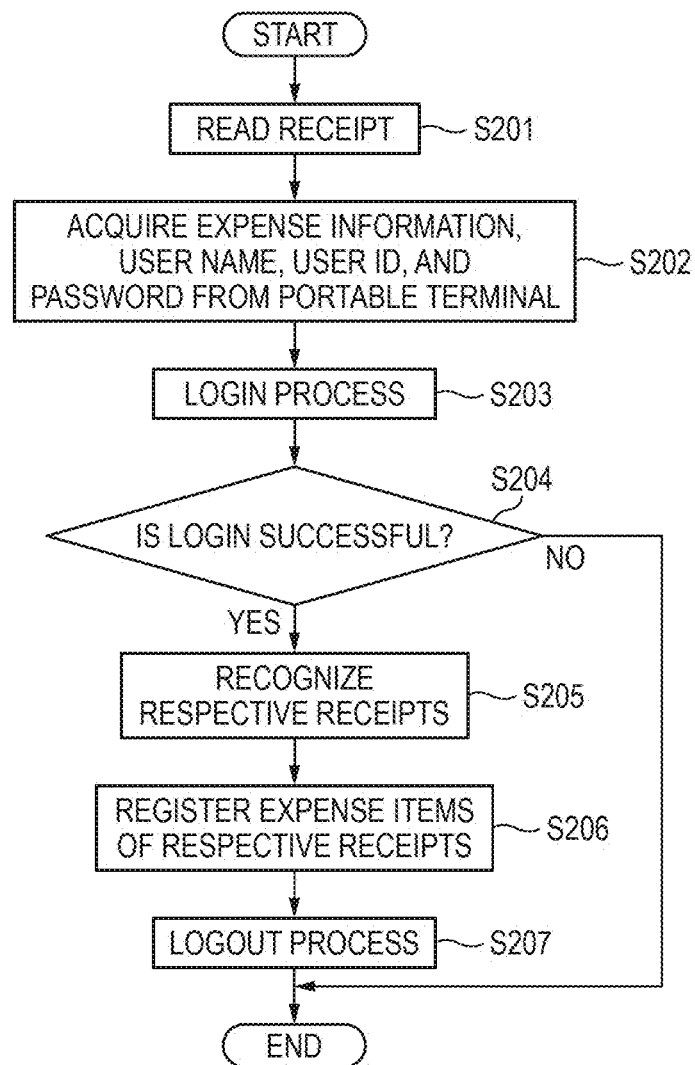 START
READ RECEIPT
S201
ACQUIRE EXPENSE INFORMATION,
USER NAME, USER ID, AND
PASSWORD FROM PORTABLE TERMINAL
S202
LOGIN PROCESS
S203
S204
IS LOGIN SUCCESSFUL?
NO
YES
RECOGNIZE
RESPECTIVE RECEIPTS
S205
REGISTER EXPENSE ITEMS
OF RESPECTIVE RECEIPTS
S206
LOGOUT PROCESS
S207
END